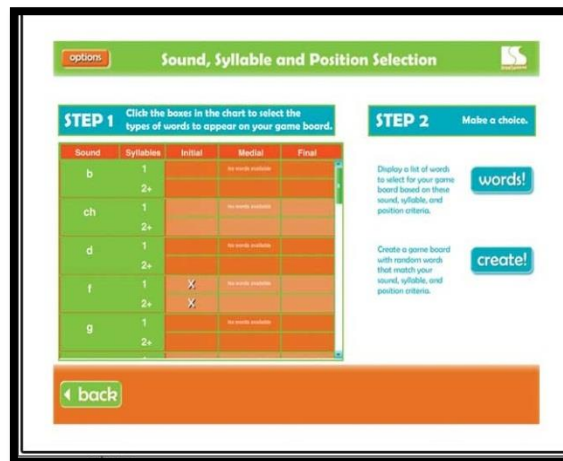 options
Sound, Syllable and Position Selection
STEP 1
Click the boxes in the chart to select the
types of words to appear on your game board.
STEP 2
Make a choice.
Sound Syllables Initial Medial Final
b 1 No words available
2+
ch 1 No words available
2+
d 1 No words available
2+
f 1 X No words available
2+ X
g 1 No words available
2+
Display a list of words
to select for your game
board based on these
sound, syllable, and
position criteria.
words!
Create a game board
with random words
that match your
sound, syllable, and
position criteria.
create!
back